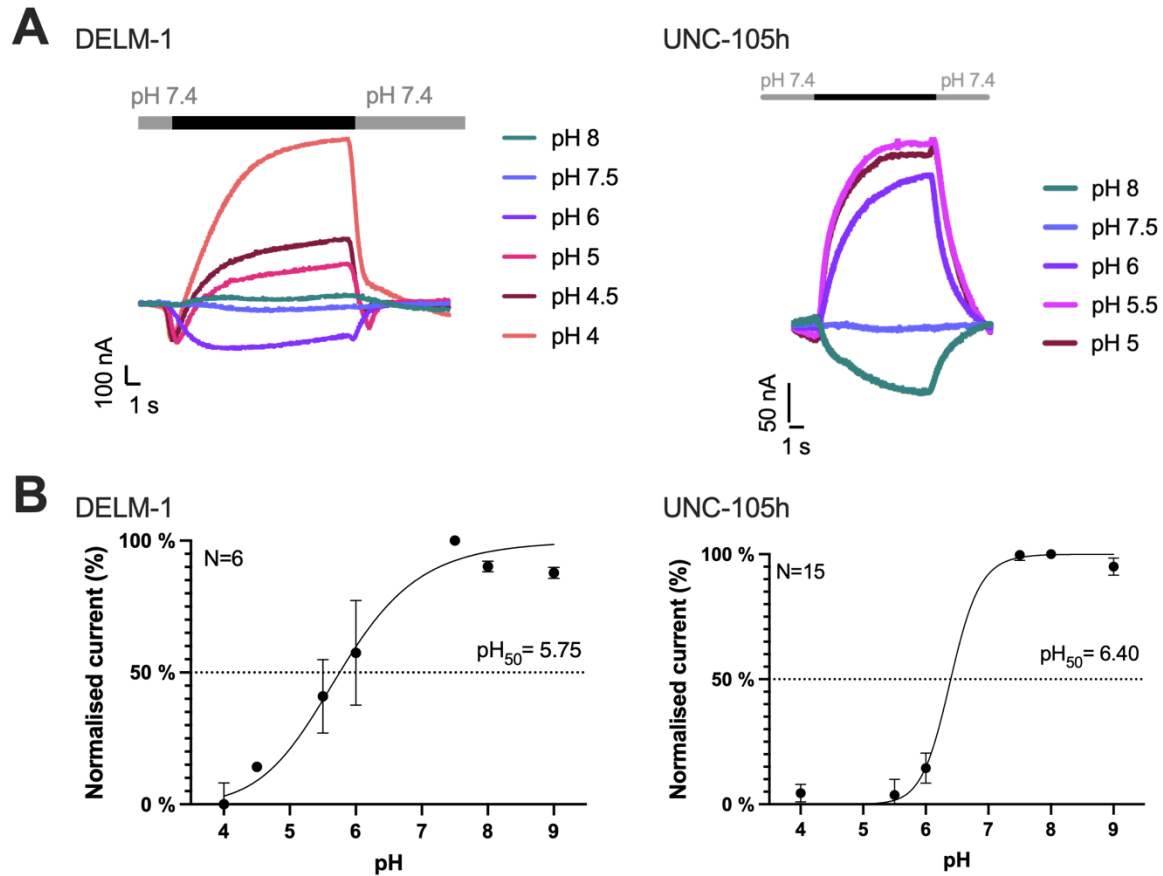 A
DELM-1
UNC-105h
pH 7.4
pH 7.4
pH 8
pH 7.5
pH 6
pH 5
pH 4.5
pH 4
100 nA
1 s
pH 7.4
pH 7.4
pH 8
pH 7.5
pH 6
pH 5.5
pH 5
50 nA
1 s
B
DELM-1
Normalised current (%)
100 %
50 %
0 %
N=6
pH50= 5.75
4 5 6 7 8 9
pH
UNC-105h
Normalised current (%)
100 %
50 %
0 %
N=15
pH50= 6.40
4 5 6 7 8 9
pH